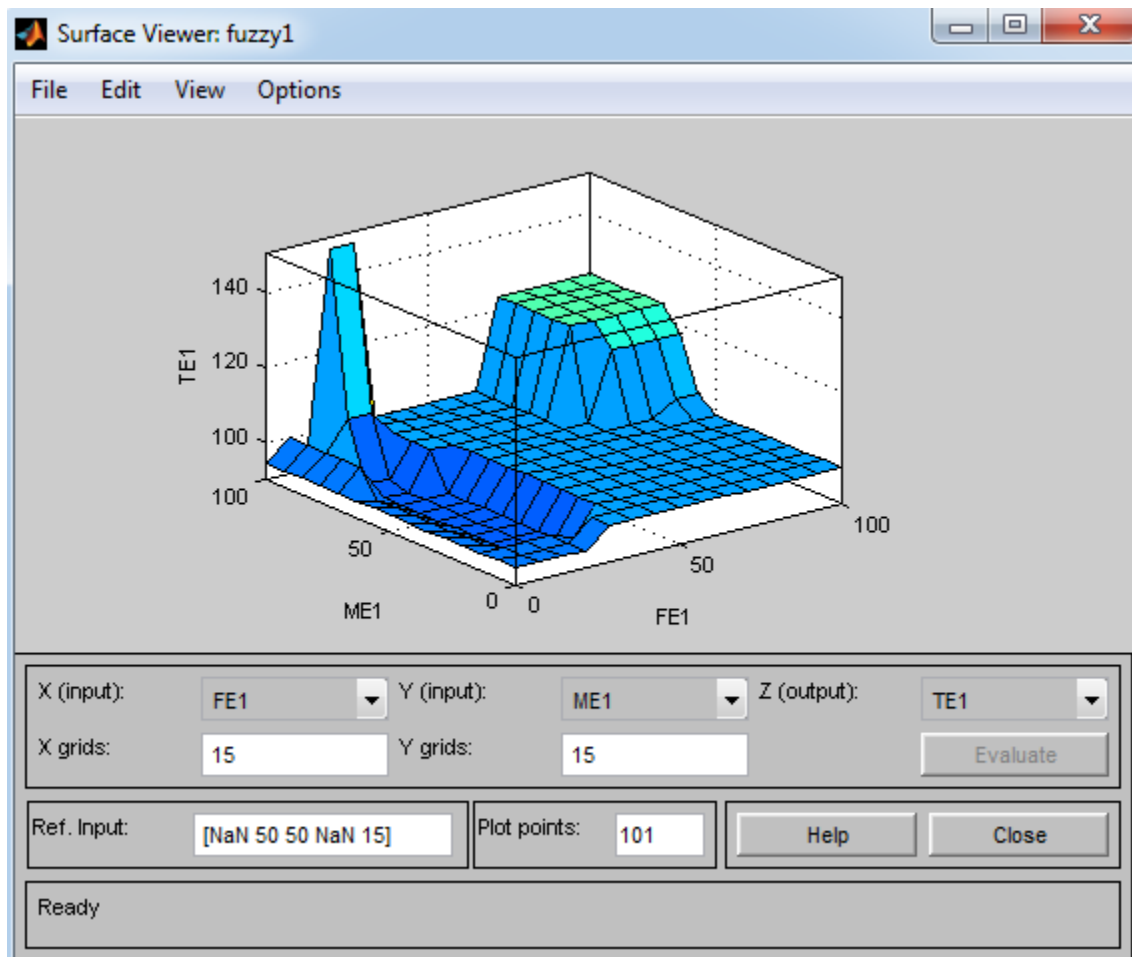 Surface Viewer: fuzzy1
File Edit View Options
140
120
100
TE1
100
50
0
ME1
0
50
100
FE1
X (input): FE1 Y (input): ME1 Z (output): TE1
X grids: 15 Y grids: 15 Evaluate
Ref. Input: [NaN 50 50 NaN 15] Plot points: 101 Help Close
Ready